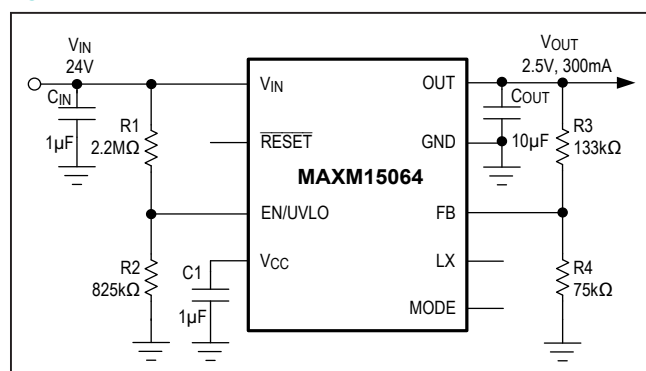 VIN
24V
CIN
1µF
R1
2.2MΩ
R2
825kΩ
C1
1µF
VIN
RESET
EN/UVLO
VCC
MAXM15064
OUT
GND
FB
LX
MODE
COUT
10µF
VOUT
2.5V, 300mA
R3
133kΩ
R4
75kΩ